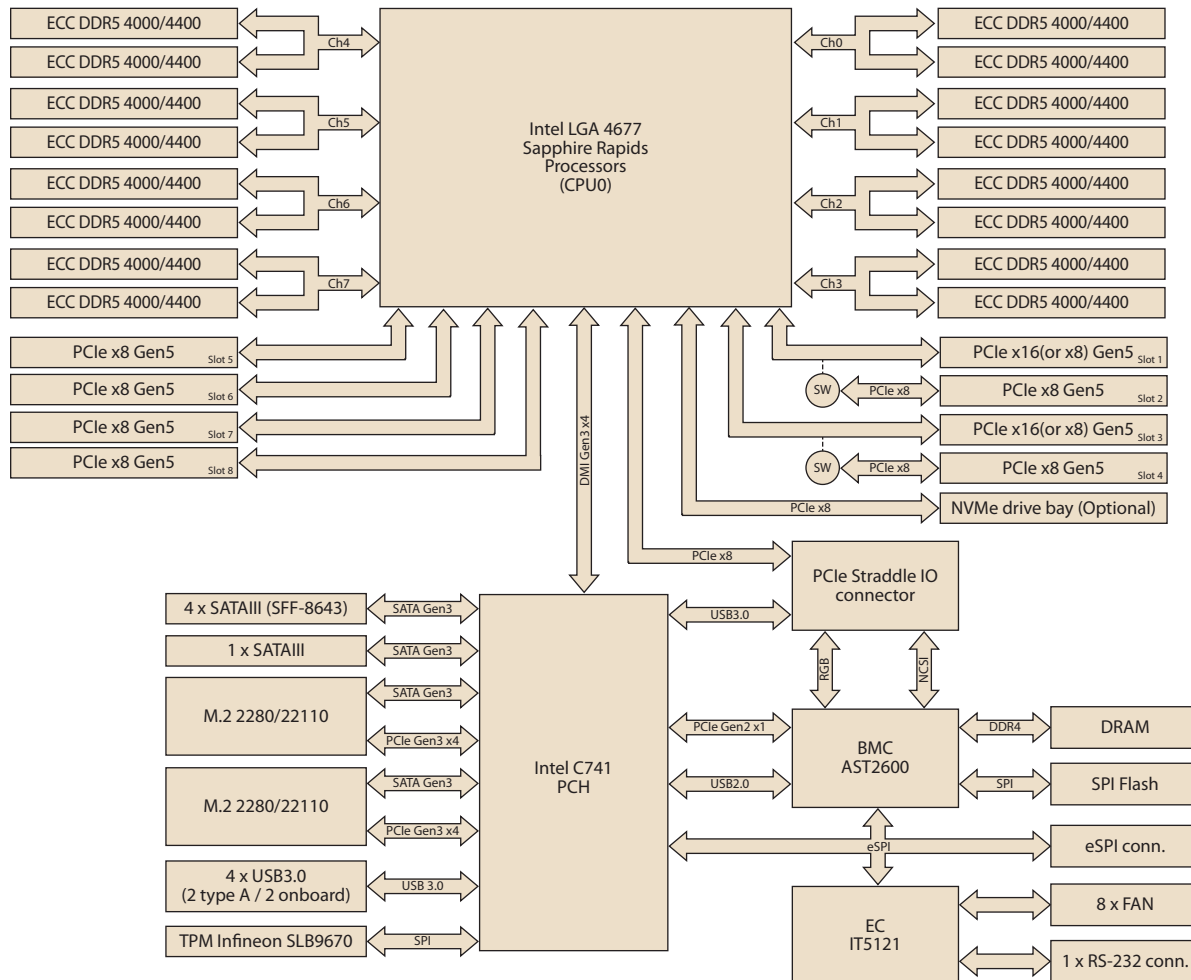 ECC DDR5 4000/4400
ECC DDR5 4000/4400
Ch4
ECC DDR5 4000/4400
ECC DDR5 4000/4400
Ch5
ECC DDR5 4000/4400
ECC DDR5 4000/4400
Ch6
ECC DDR5 4000/4400
ECC DDR5 4000/4400
Ch7
Intel LGA 4677
Sapphire Rapids
Processors
(CPU0)
Ch0
ECC DDR5 4000/4400
ECC DDR5 4000/4400
Ch1
ECC DDR5 4000/4400
ECC DDR5 4000/4400
Ch2
ECC DDR5 4000/4400
ECC DDR5 4000/4400
Ch3
ECC DDR5 4000/4400
ECC DDR5 4000/4400
PCIe x8 Gen5 Slot 5
PCIe x8 Gen5 Slot 6
PCIe x8 Gen5 Slot 7
PCIe x8 Gen5 Slot 8
DMI Gen3 x4
PCIe x16(or x8) Gen5 Slot 1
SW PCIe x8 PCIe x8 Gen5 Slot 2
PCIe x16(or x8) Gen5 Slot 3
SW PCIe x8 PCIe x8 Gen5 Slot 4
PCIe x8 NVMe drive bay (Optional)
PCIe x8
PCIe Straddle IO
connector
4 x SATAIII (SFF-8643) SATA Gen3
1 x SATAIII SATA Gen3
M.2 2280/22110
SATA Gen3
PCIe Gen3 x4
M.2 2280/22110
SATA Gen3
PCIe Gen3 x4
4 x USB3.0
(2 type A / 2 onboard)
USB 3.0
TPM Infineon SLB9670 SPI
Intel C741
PCH
USB3.0
RGB
NCSI
PCIe Gen2 x1
USB2.0
BMC
AST2600
DDR4 DRAM
SPI SPI Flash
eSPI eSPI conn.
EC
IT5121
8 x FAN
1 x RS-232 conn.